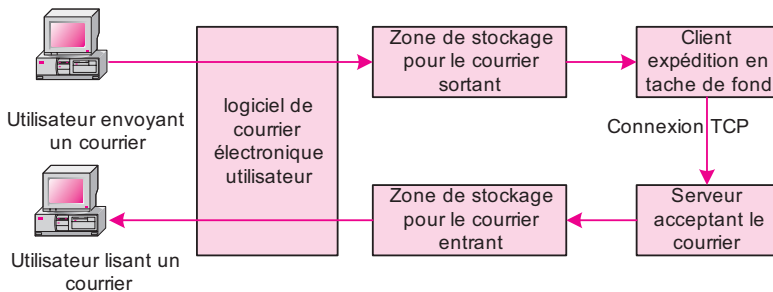 Utilisateur envoyant
un courrier
logiciel de
courrier
électronique
utilisateur
Zone de stockage
pour le courrier
sortant
Client
expédition en
tache de fond
Connexion TCP
Serveur
acceptant le
courrier
Zone de stockage
pour le courrier
entrant
Utilisateur lisant un
courrier